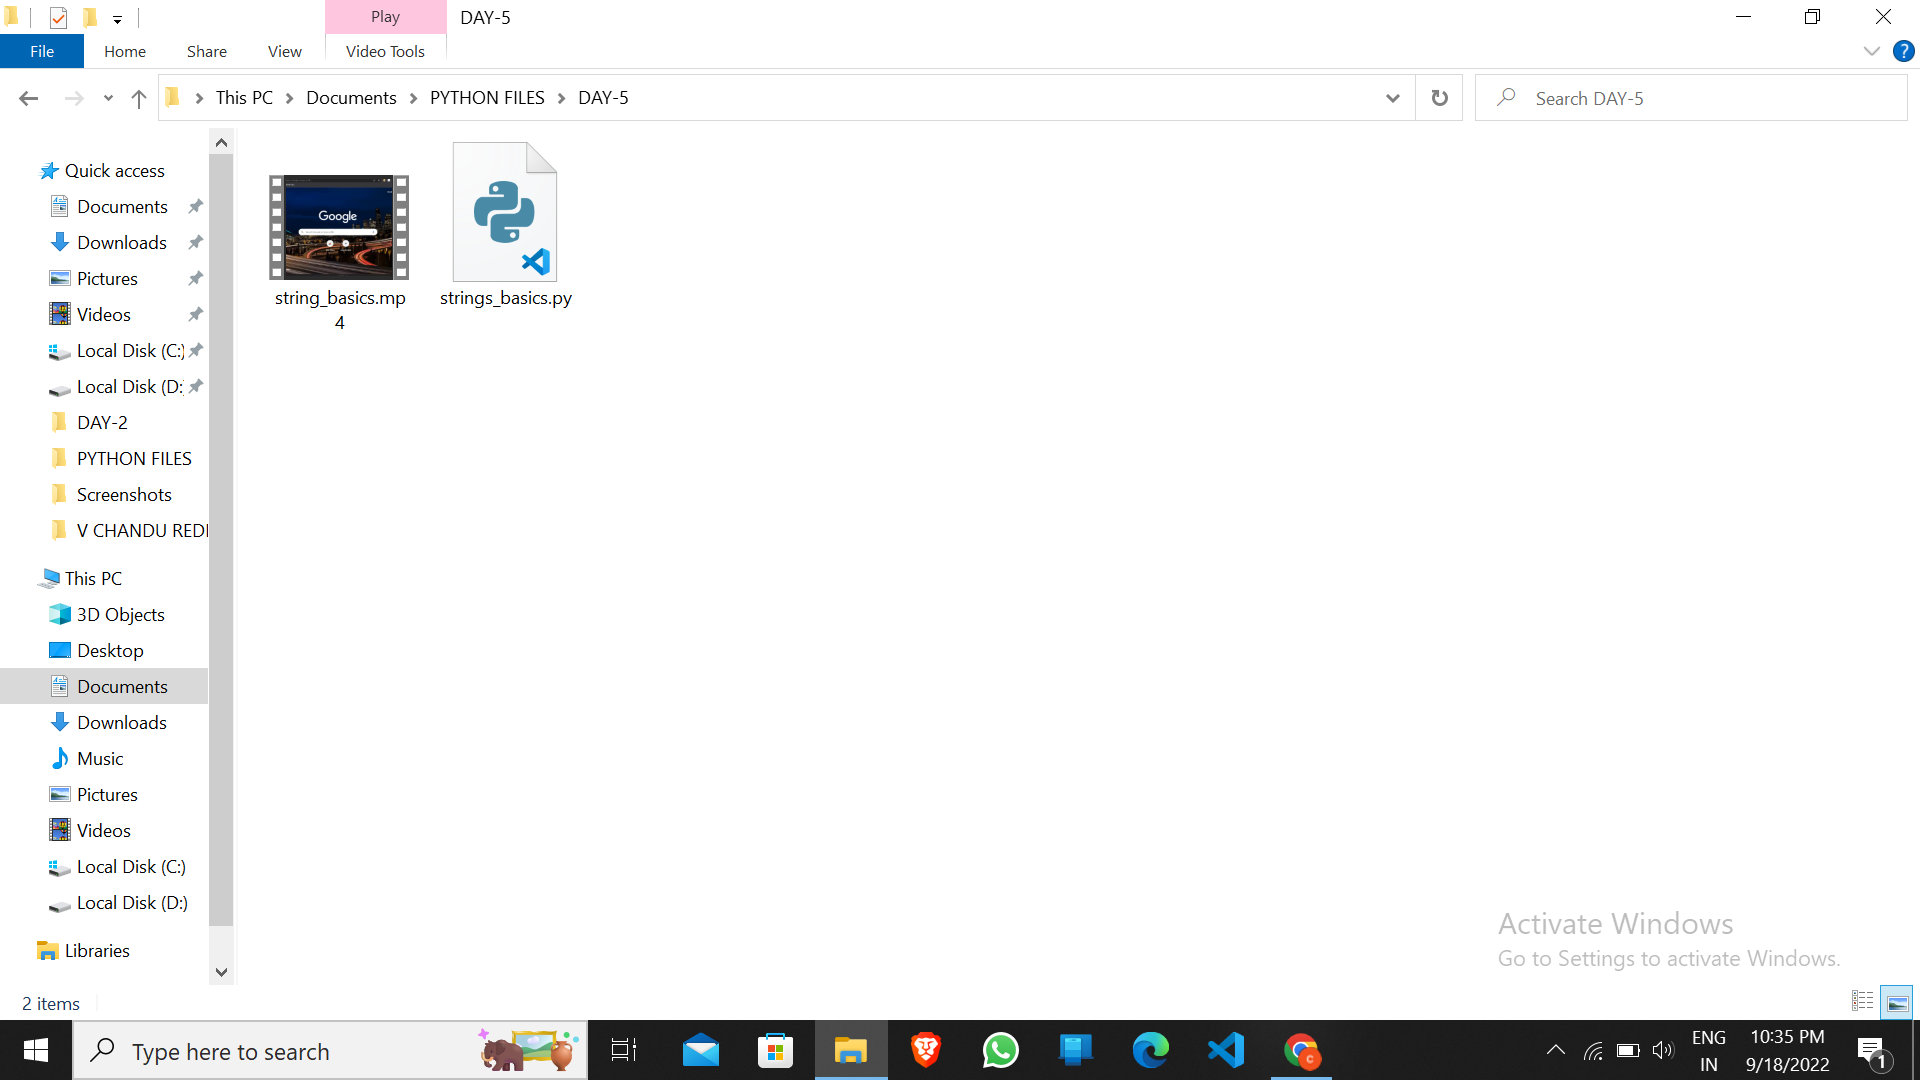 Play
DAY-5
File
Home
Share
View
Video Tools
This PC
Documents
PYTHON FILES
DAY-5
Search DAY-5
Quick access
Documents
Downloads
Pictures
Videos
Local Disk (C:)
Local Disk (D:
DAY-2
PYTHON FILES
Screenshots
V CHANDU REDI
This PC
3D Objects
Desktop
Documents
Downloads
Music
Pictures
Videos
Local Disk (C:)
Local Disk (D:)
Libraries
Google
string_basics.mp
4
strings_basics.py
Activate Windows
Go to Settings to activate Windows.
2 items
Type here to search
ENG
IN
10:35 PM
9/18/2022
1